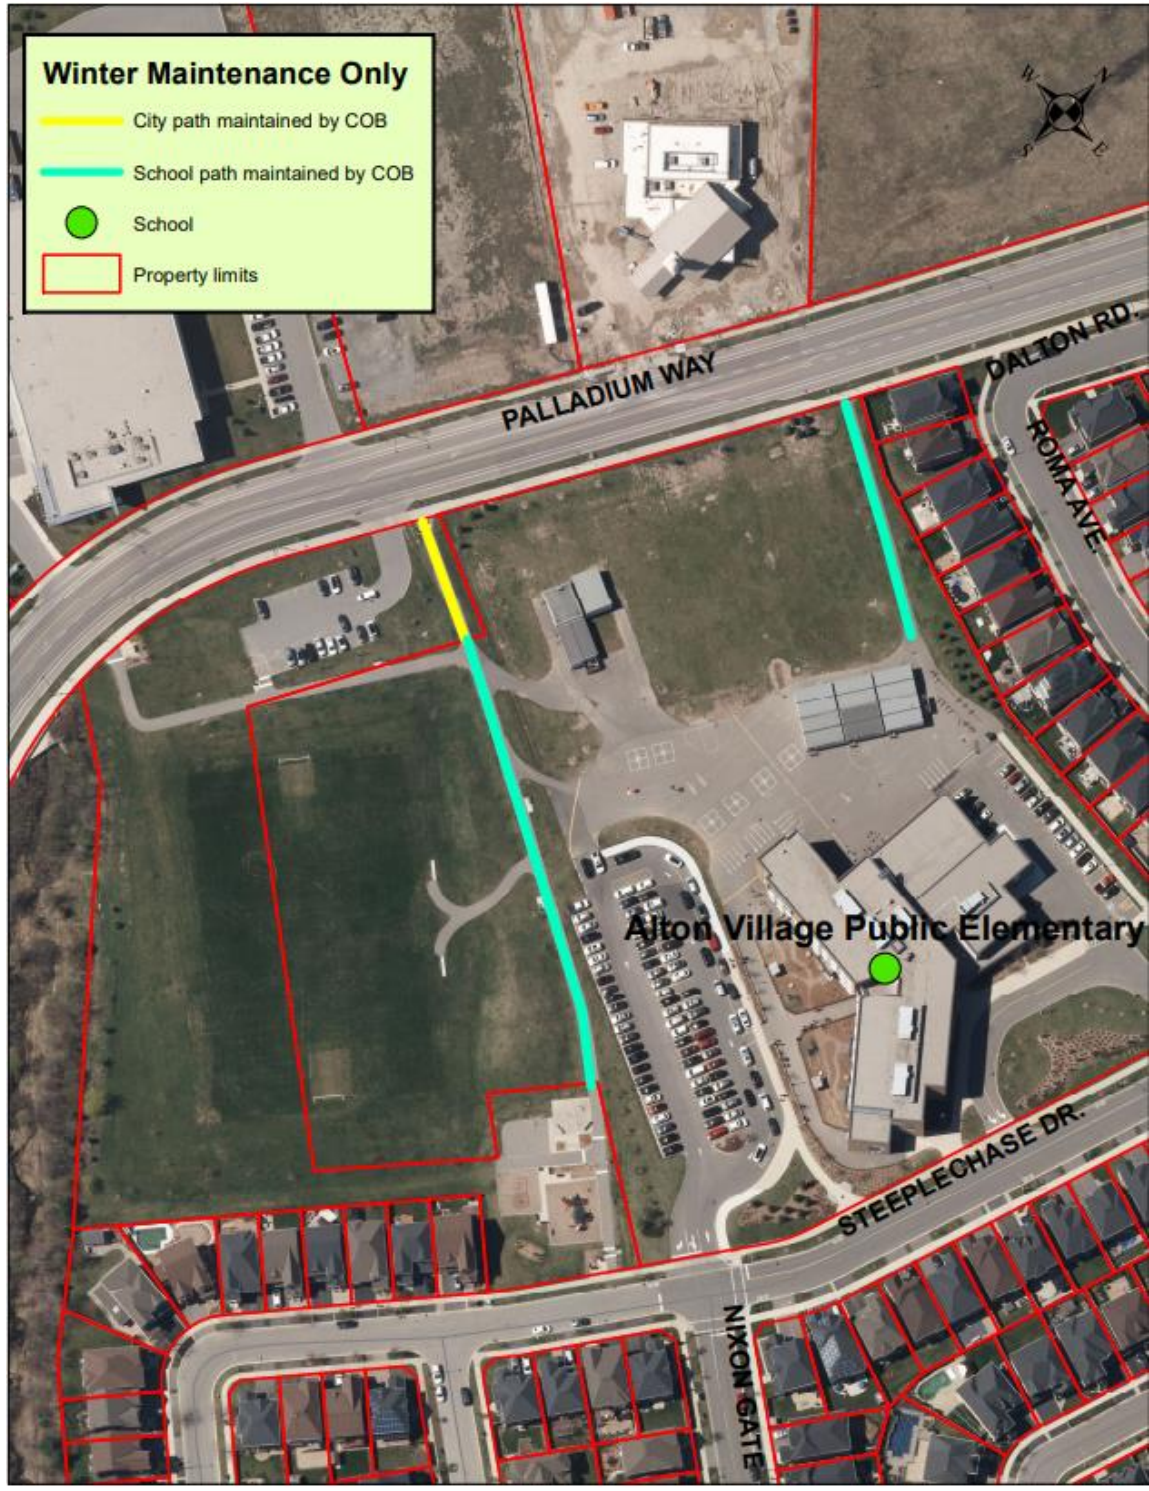 Winter Maintenance Only
City path maintained by COB
School path maintained by COB
School
Property limits
W
N
S
E
PALLADIUM WAY
DALTON RD.
ROMA AVE.
Alton Village Public Elementary
STEEPLECHASE DR.
NIXON GATE